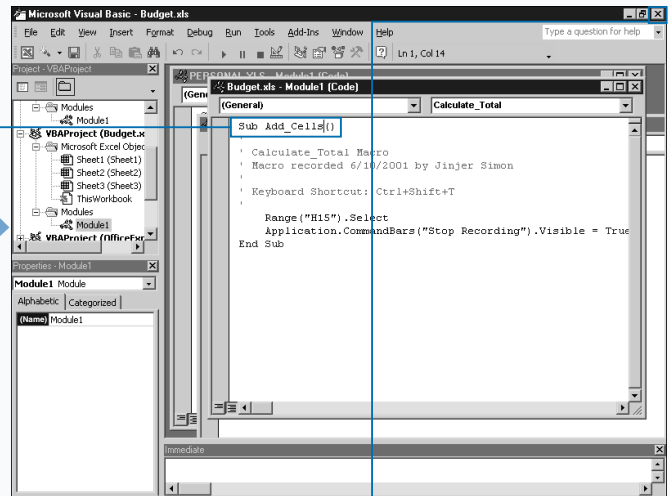 Microsoft Visual Basic - Budget.xls
File Edit View Insert Format Debug Run Tools Add-Ins Window Help Type a question for help
Ln 1, Col 14
Project - VBAProject
Modules
Module1
VBAProject (Budget.x
Microsoft Excel Objec
Sheet1 (Sheet1)
Sheet2 (Sheet2)
Sheet3 (Sheet3)
ThisWorkbook
Modules
Module1
VBAProject (OfficeExr
Properties - Module1
Module1 Module
Alphabetic Categorized
(Name) Module1
PERSONAL.XLS - Module1 (Code)
(Gene
Budget.xls - Module1 (Code)
(General) Calculate_Total
Sub Add_Cells()
'
' Calculate_Total Macro
' Macro recorded 6/10/2001 by Jinjer Simon
'
' Keyboard Shortcut: Ctrl+Shift+T
'
Range("H15").Select
Application.CommandBars("Stop Recording").Visible = True
End Sub
Immediate